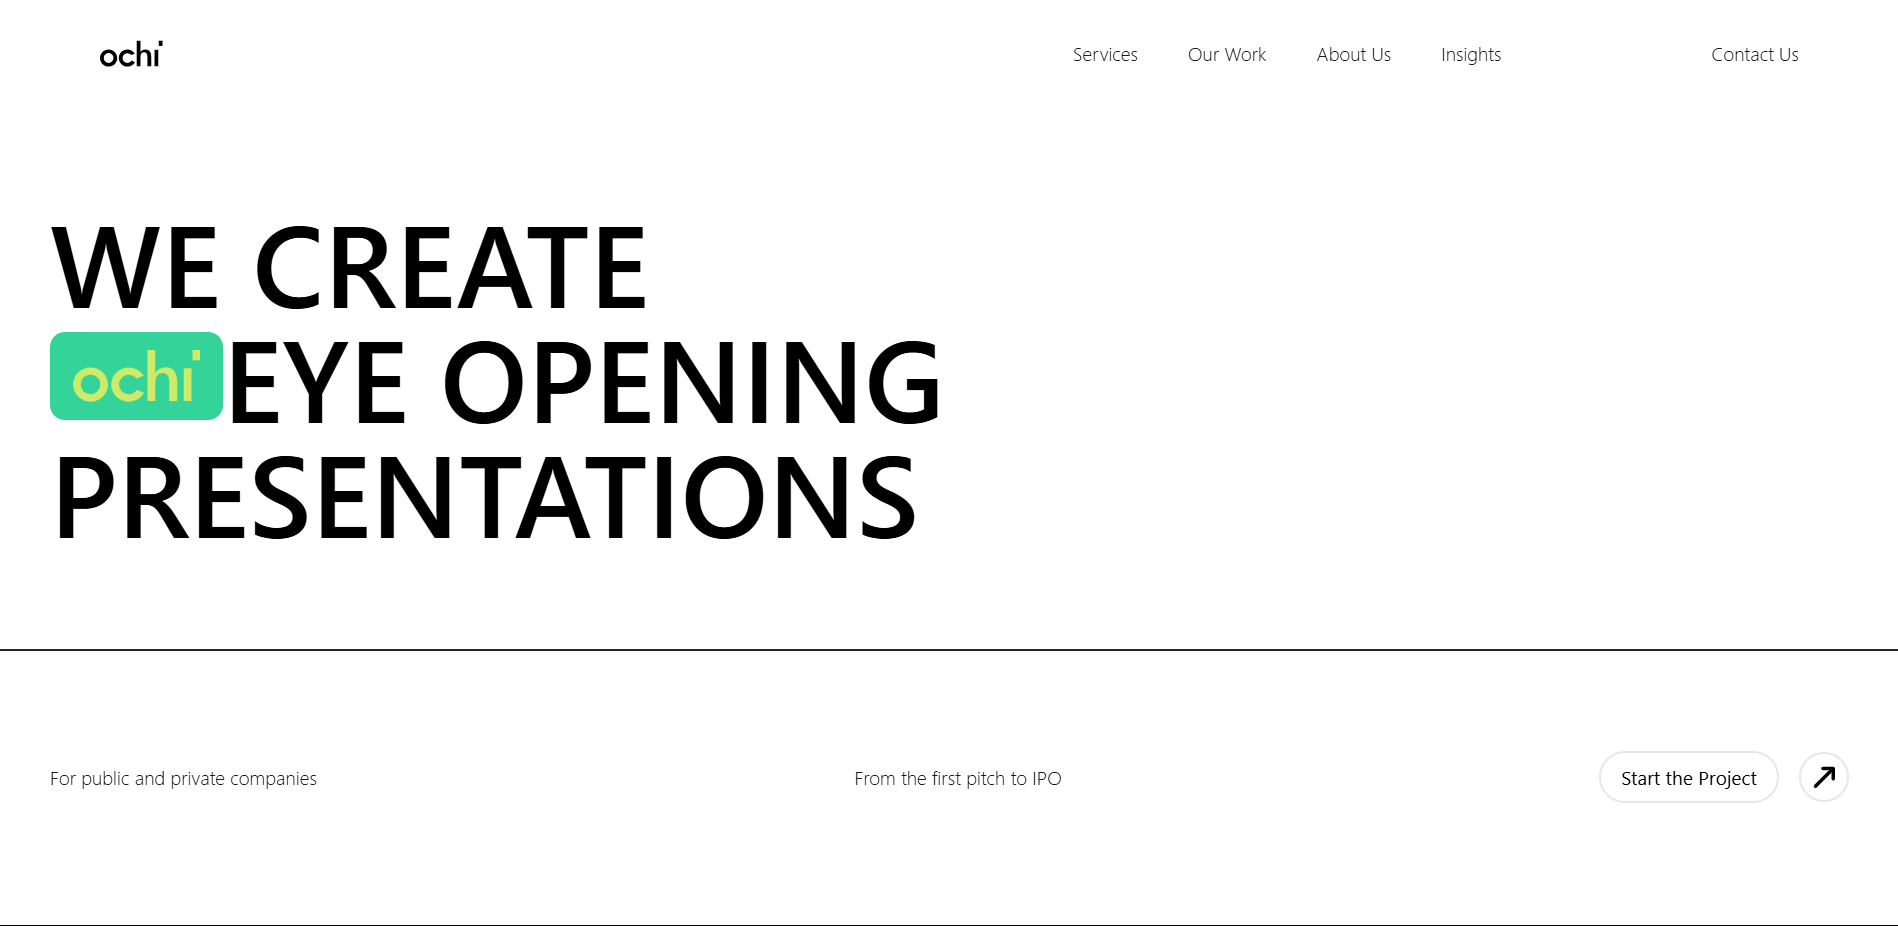 ochi
Services Our Work About Us Insights Contact Us
WE CREATE
ochi EYE OPENING
PRESENTATIONS
For public and private companies
From the first pitch to IPO
Start the Project